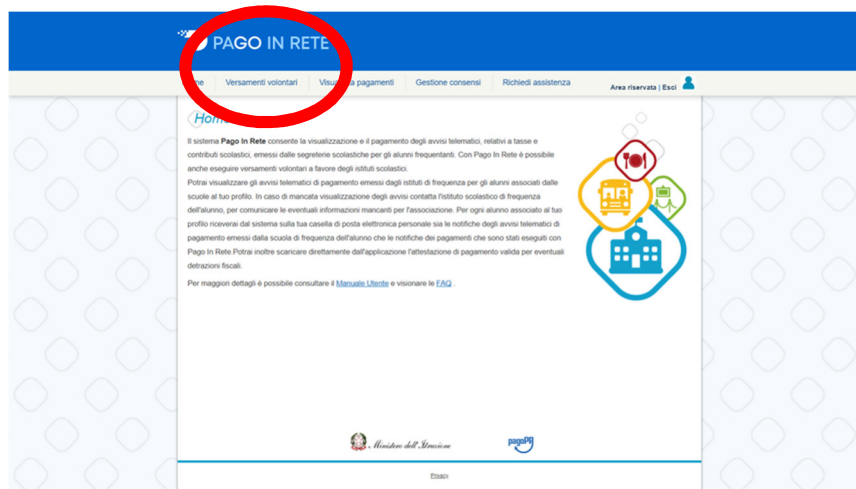 PAGO IN RETE
Versamenti volontari
pagamenti
Gestione consensi
Richiedi assistenza
Area riservata | Esci
Il sistema Pago In Rete consente la visualizzazione e il pagamento degli avvisi telematici, relativi a tasse e
contributi scolastici, emessi dalle segreterie scolastiche per gli alunni frequentanti. Con Pago In Rete è possibile
anche eseguire versamenti volontari a favore degli istituti scolastici.
Potrai visualizzare gli avvisi telematici di pagamento emessi dagli istituti di frequenza per gli alunni associati dalle
scuole al tuo profilo. In caso di mancata visualizzazione degli avvisi contatta l'istituto scolastico di frequenza
dell'alunno, per comunicare le eventuali informazioni mancanti per l'associazione. Per ogni alunno associato al tuo
profilo riceverai dal sistema sulla tua casella di posta elettronica personale sia le notifiche degli avvisi telematici di
pagamento emessi dalla scuola di frequenza dell'alunno che le notifiche dei pagamenti che sono stati eseguiti con
Pago In Rete.Potrai inoltre scaricare direttamente dall'applicazione l'attestazione di pagamento valida per eventuali
detrazioni fiscali.
Per maggiori dettagli è possibile consultare il Manuale Utente e visionare le FAQ .
Ministero dell'Istruzione
pagoPA
Privacy